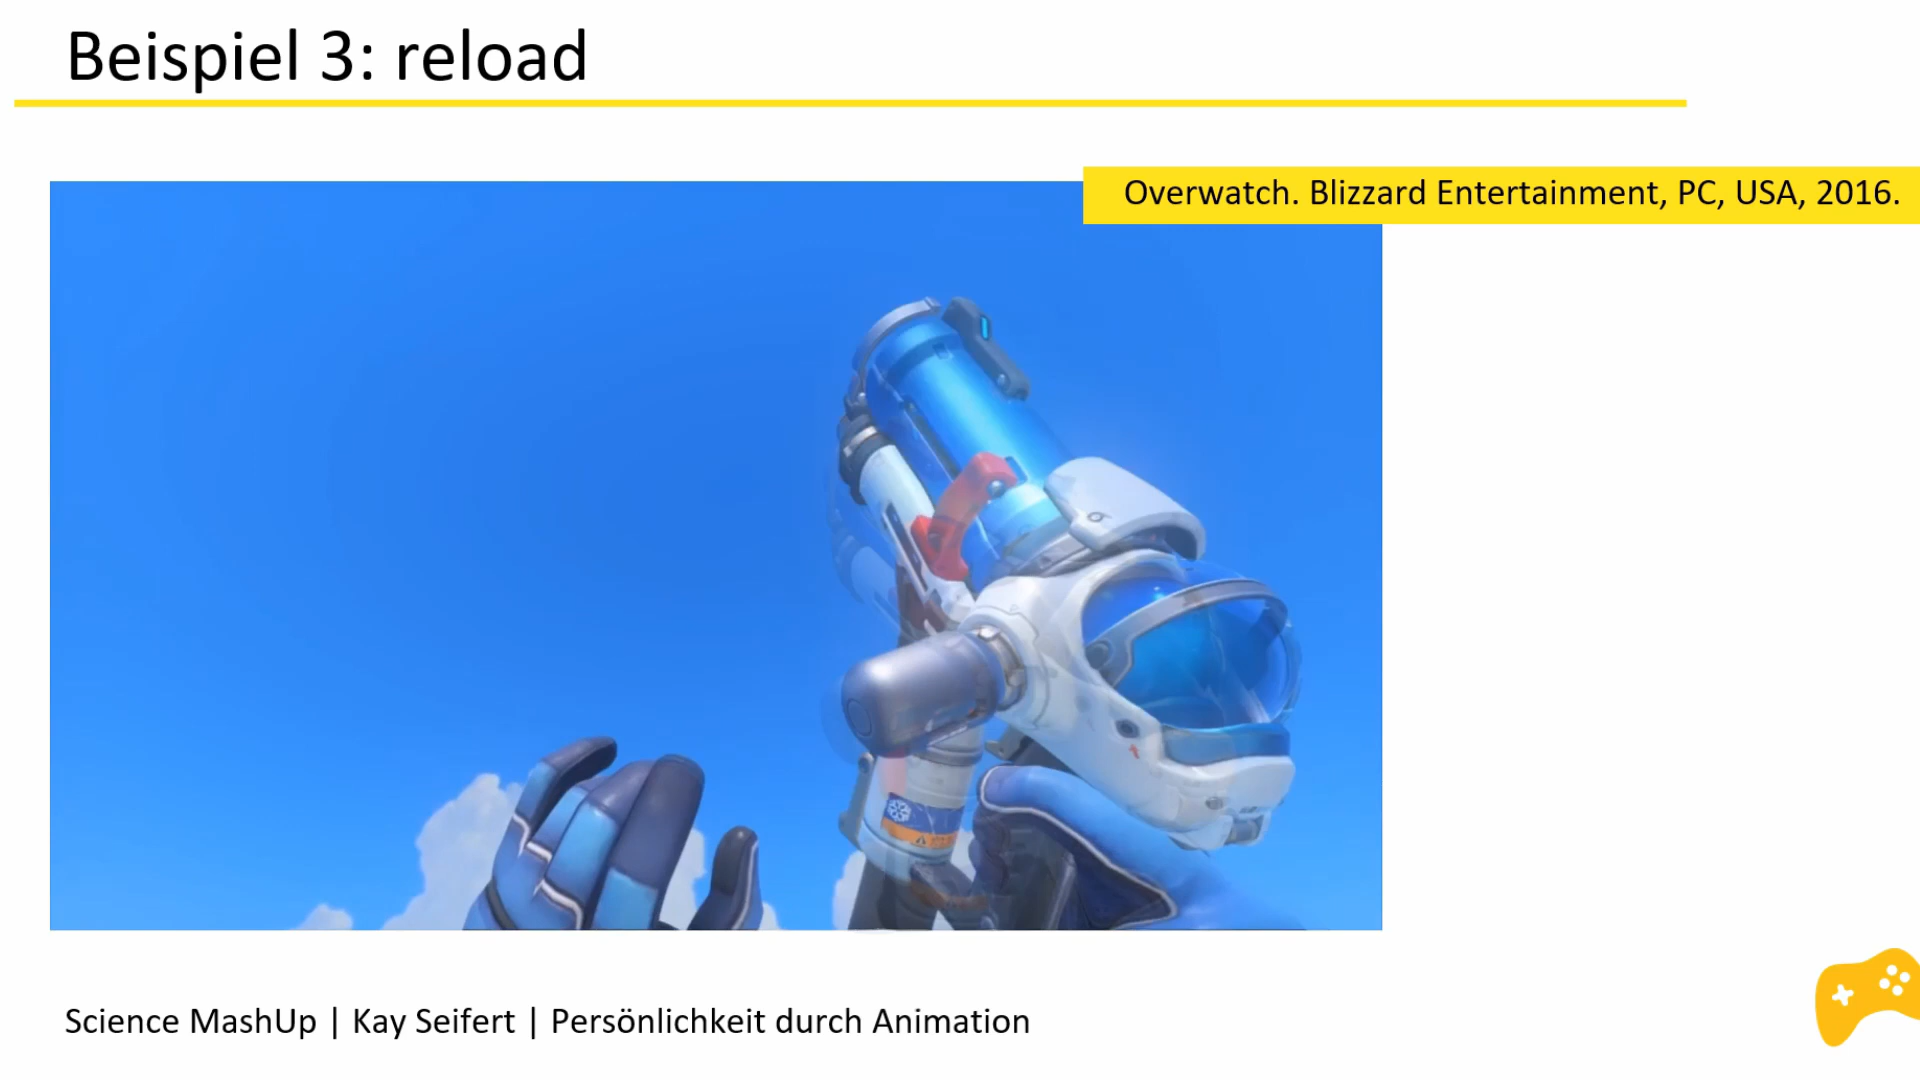 Beispiel 3: reload
Overwatch. Blizzard Entertainment, PC, USA, 2016.
Science MashUp | Kay Seifert | Persönlichkeit durch Animation